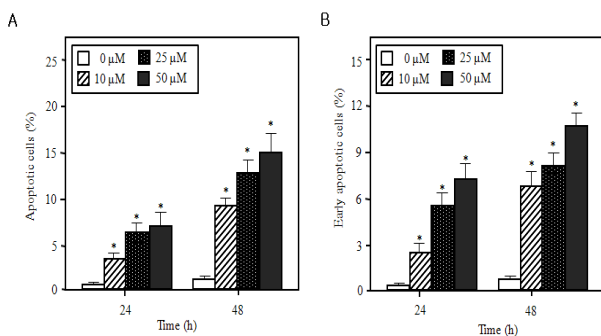 A
Apoptotic cells (%)
25
20
15
10
5
0
0 µM 25 µM
10 µM 50 µM
* * * * * *
24 48
Time (h)
B
Early apoptotic cells (%)
15
12
9
6
3
0
0 µM 25 µM
10 µM 50 µM
* * * * * *
24 48
Time (h)